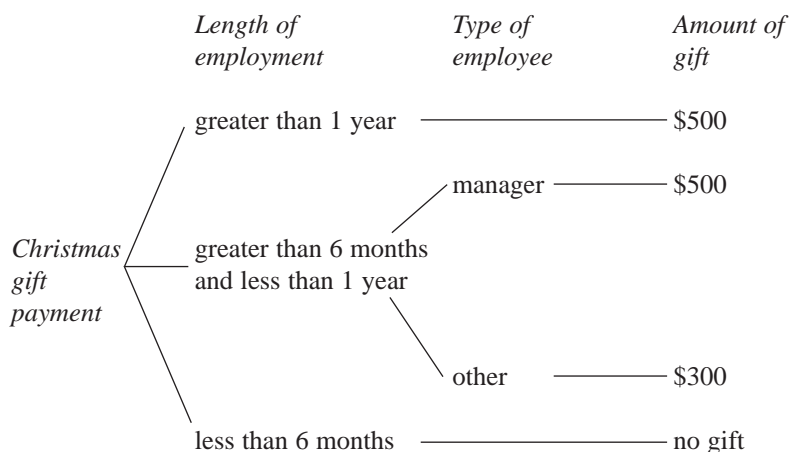 Length of employment
Type of employee
Amount of gift
greater than 1 year
$500
manager
$500
Christmas gift payment
greater than 6 months
and less than 1 year
other
$300
less than 6 months
no gift